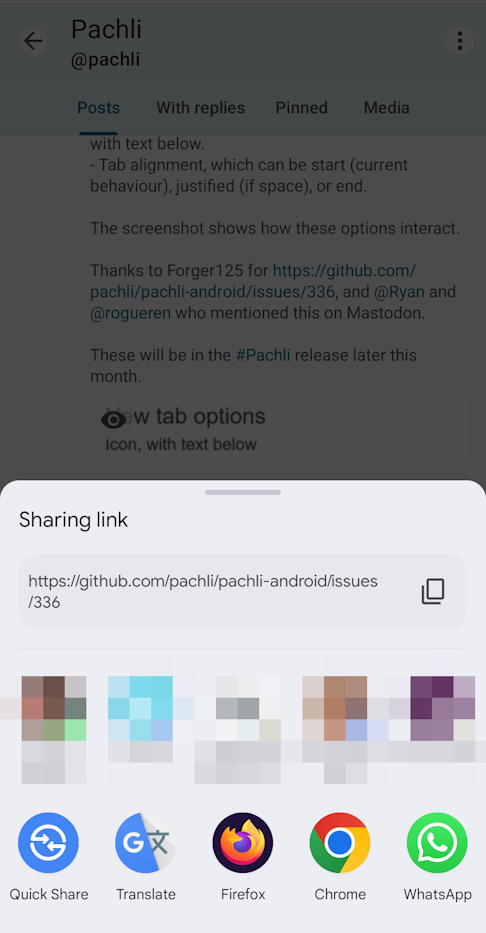 Pachli
@pachli
Posts
With replies
Pinned
Media
with text below.
- Tab alignment, which can be start (current
behaviour), justified (if space), or end.
The screenshot shows how these options interact.
Thanks to Forger125 for https://github.com/
pachli/pachli-android/issues/336, and @Ryan and
@rogueren who mentioned this on Mastodon.
These will be in the #Pachli release later this
month.
tab options
Icon, with text below
Sharing link
https://github.com/pachli/pachli-android/issues
/336
Quick Share
Translate
Firefox
Chrome
WhatsApp